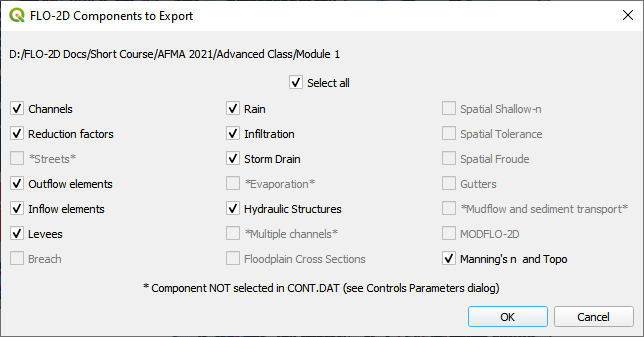 FLO-2D Components to Export
D:/FLO-2D Docs/Short Course/AFMA 2021/Advanced Class/Module 1
Select all
Channels Rain Spatial Shallow-n
Reduction factors Infiltration Spatial Tolerance
*Streets* Storm Drain Spatial Froude
Outflow elements *Evaporation* Gutters
Inflow elements Hydraulic Structures *Mudflow and sediment transport*
Levees *Multiple channels* MODFLO-2D
Breach Floodplain Cross Sections Manning's n and Topo
* Component NOT selected in CONT.DAT (see Controls Parameters dialog)
OK Cancel